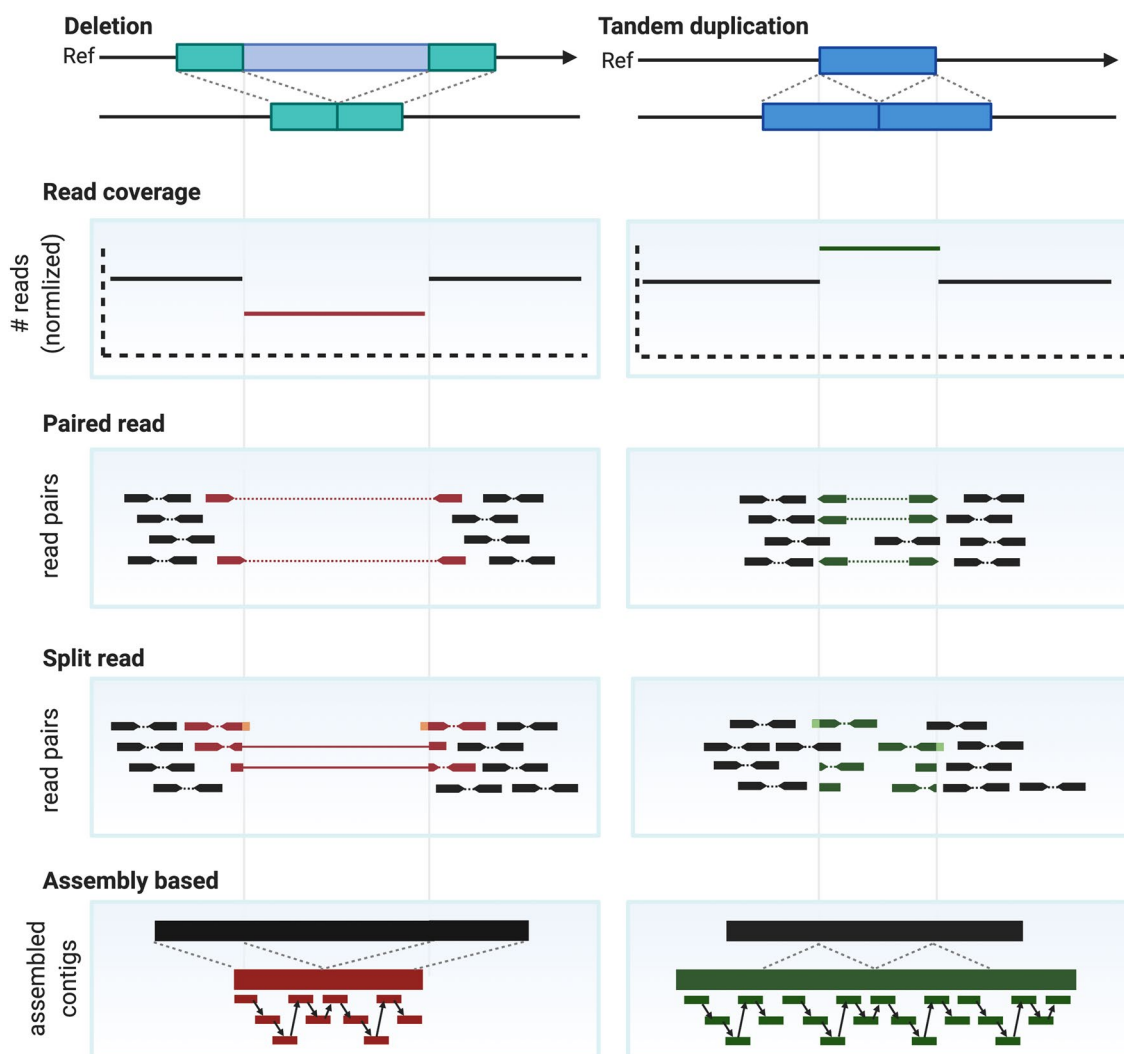 Deletion
Tandem duplication
Ref
Ref
Read coverage
# reads
(normlized)
Paired read
read pairs
Split read
read pairs
Assembly based
assembled
contigs